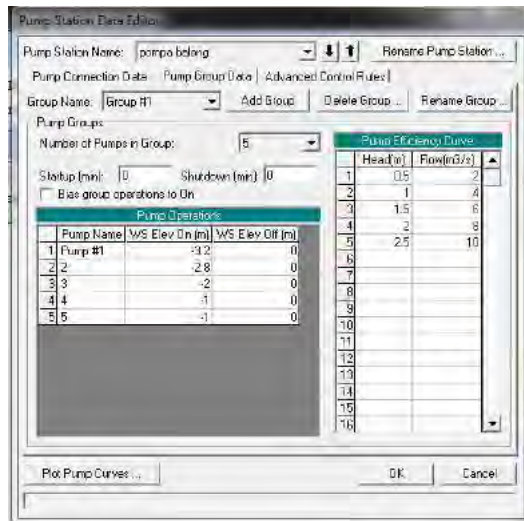 Pump Station Data Editor
Pump Station Name: pompa belang Rename Pump Station ...
Pump Connection Data Pump Group Data Advanced Control Rules
Group Name: Group #1 Add Group Delete Group ... Rename Group ...
Pump Groups
Number of Pumps in Group: 5
Startup (min): 0 Shutdown (min) 0
Bias group operations to On
Pump Operations
Pump Name WS Elev On (m) WS Elev Off (m)
1 Pump #1 -3.2 0
2 2 -2.8 0
3 3 -2 0
4 4 -1 0
5 5 -1 0
Pump Efficiency Curve
Head(m) Flow(m3/s)
1 0.5 2
2 1 4
3 1.5 6
4 2 8
5 2.5 10
6
7
8
9
10
11
12
13
14
15
16
Plot Pump Curves ... OK Cancel